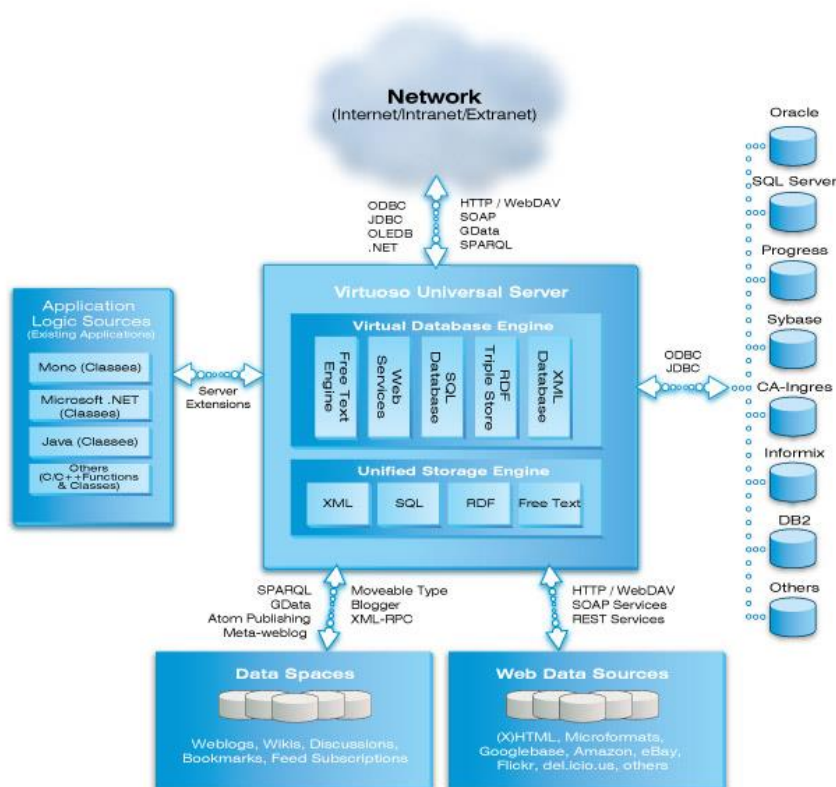 Network
(Internet/Intranet/Extranet)
ODBC
JDBC
OLEDB
.NET
HTTP / WebDAV
SOAP
GData
SPARQL
Application
Logic Sources
(Existing Applications)
Mono (Classes)
Microsoft .NET
(Classes)
Java (Classes)
Others
(C/C++Functions
& Classes)
Server
Extensions
Virtuoso Universal Server
Virtual Database Engine
Free Text
Engine
Web
Services
SQL
Database
RDF
Triple Store
XML
Database
Unified Storage Engine
XML
SQL
RDF
Free Text
ODBC
JDBC
Oracle
SQL Server
Progress
Sybase
CA-Ingres
Informix
DB2
Others
SPARQL
GData
Atom Publishing
Meta-weblog
Moveable Type
Blogger
XML-RPC
HTTP / WebDAV
SOAP Services
REST Services
Data Spaces
Weblogs, Wikis, Discussions,
Bookmarks, Feed Subscriptions
Web Data Sources
(X)HTML, Microformats,
Googlebase, Amazon, eBay,
Flickr, del.icio.us, others